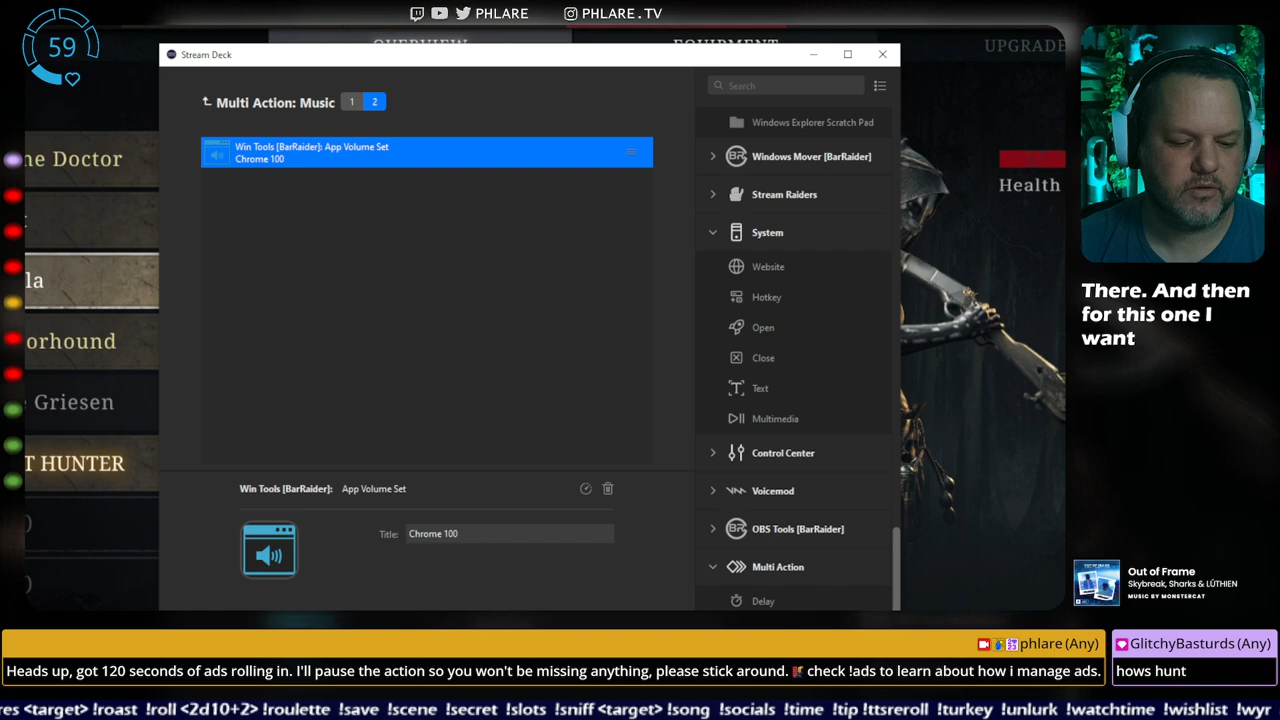 PHLARE
PHLARE.TV
59
OVERVIEW
EQUIPMENT
UPGRADE
Stream Deck
Multi Action: Music 1 2
Search
Win Tools [BarRaider]: App Volume Set
Chrome 100
Windows Explorer Scratch Pad
Windows Mover [BarRaider]
Stream Raiders
System
Website
Hotkey
Open
Close
Text
Multimedia
Control Center
Voicemod
OBS Tools [BarRaider]
Multi Action
Delay
Win Tools [BarRaider]: App Volume Set
Title: Chrome 100
ne Doctor
la
orhound
Griesen
T HUNTER
Health
There. And then
for this one I
want
Out of Frame
Skybreak, Sharks & LÜTHIEN
MUSIC BY MONSTERCAT
phlare (Any)
Heads up, got 120 seconds of ads rolling in. I'll pause the action so you won't be missing anything, please stick around. check !ads to learn about how i manage ads.
GlitchyBasturds (Any)
hows hunt
res <target> !roast !roll <2d10+2> !roulette !save !scene !secret !slots !sniff <target> !song !socials !time !tip !ttsreroll !turkey !unlurk !watchtime !wishlist !wyr